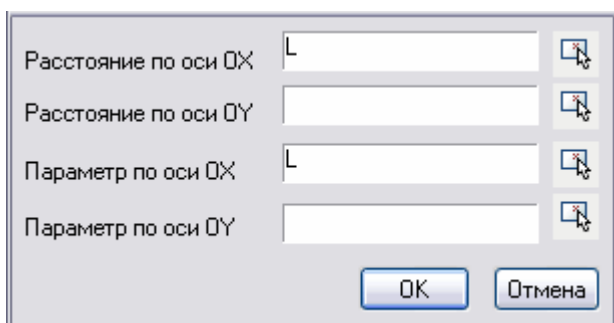 Расстояние по оси OX L
Расстояние по оси OY
Параметр по оси OX L
Параметр по оси OY
OK Отмена